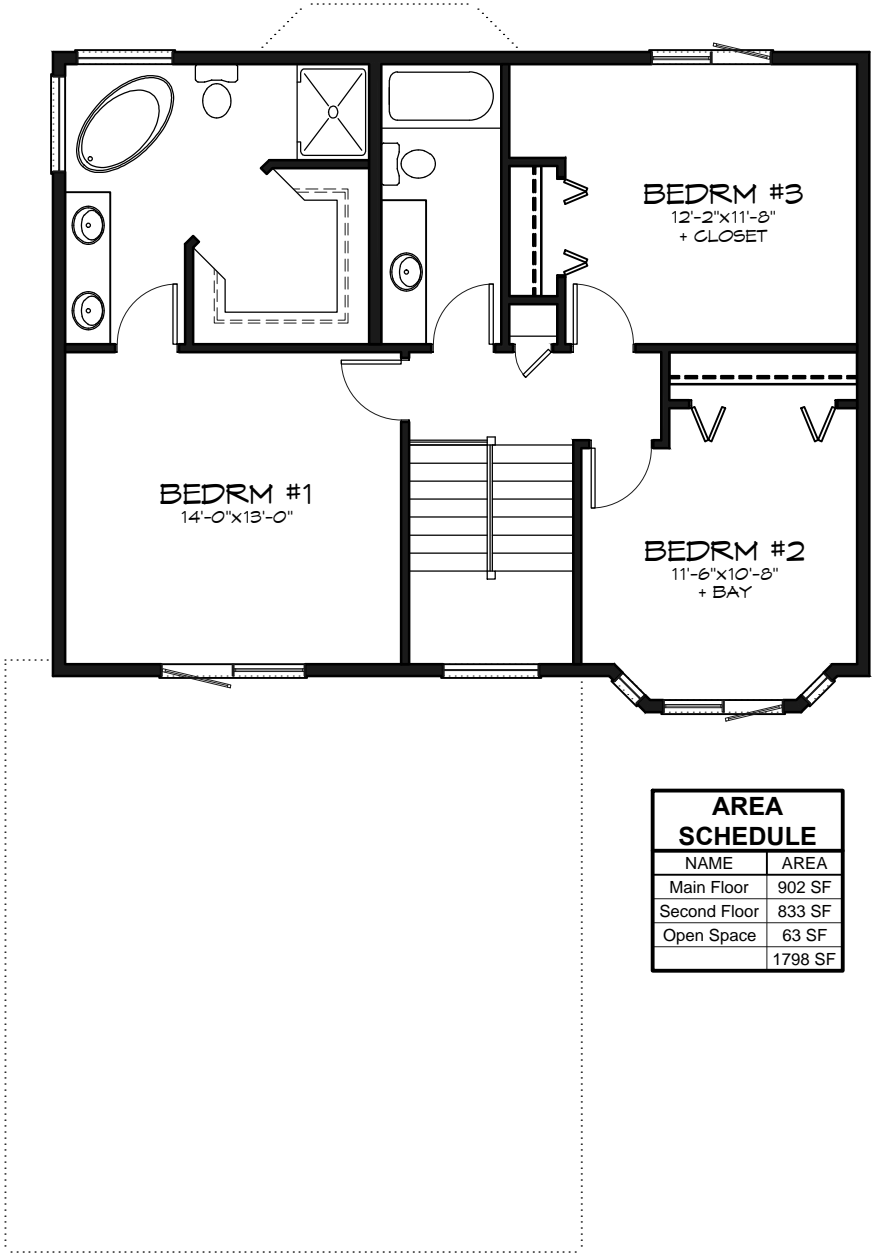 BEDRM #3
12'-2"x11'-8"
+ CLOSET
BEDRM #1
14'-0"x13'-0"
BEDRM #2
11'-6"x10'-8"
+ BAY
AREA
SCHEDULE
NAME AREA
Main Floor 902 SF
Second Floor 833 SF
Open Space 63 SF
1798 SF